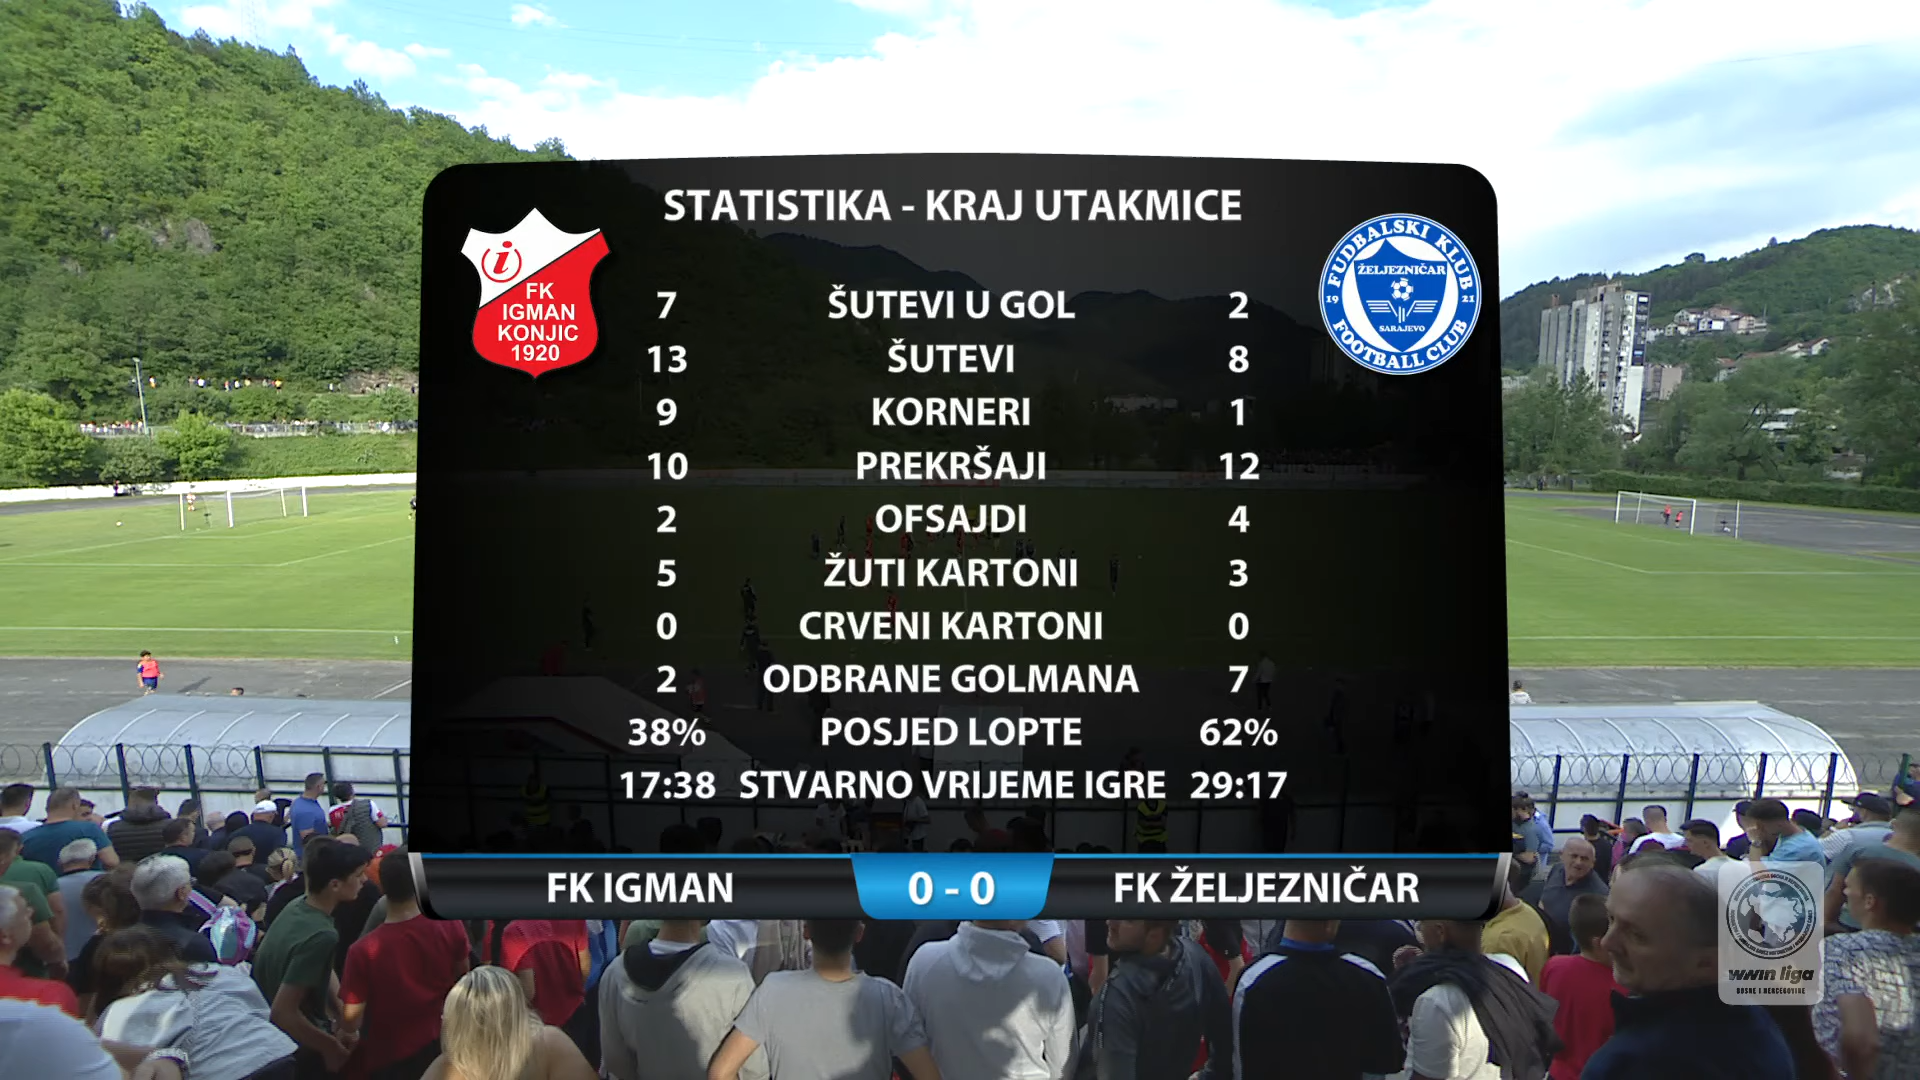 STATISTIKA - KRAJ UTAKMICE
i
FK
IGMAN
KONJIC
1920
FUDBALSKI KLUB
ŽELJEZNIČAR
19 21
SARAJEVO
FOOTBALL CLUB
7 ŠUTEVI U GOL 2
13 ŠUTEVI 8
9 KORNERI 1
10 PREKRŠAJI 12
2 OFSAJDI 4
5 ŽUTI KARTONI 3
0 CRVENI KARTONI 0
2 ODBRANE GOLMANA 7
38% POSJED LOPTE 62%
17:38 STVARNO VRIJEME IGRE 29:17
FK IGMAN 0 - 0 FK ŽELJEZNIČAR
wwin liga
BOSNE I HERCEGOVINE